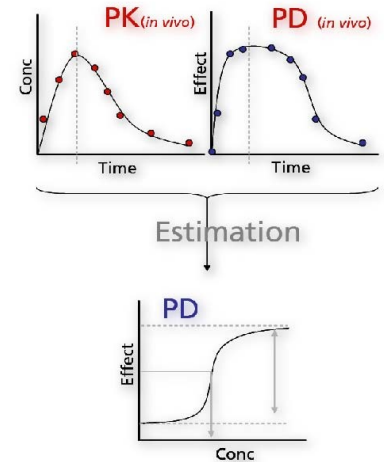 PK (in vivo)
PD (in vivo)
Conc
Time
Effect
Time
Estimation
PD
Effect
Conc